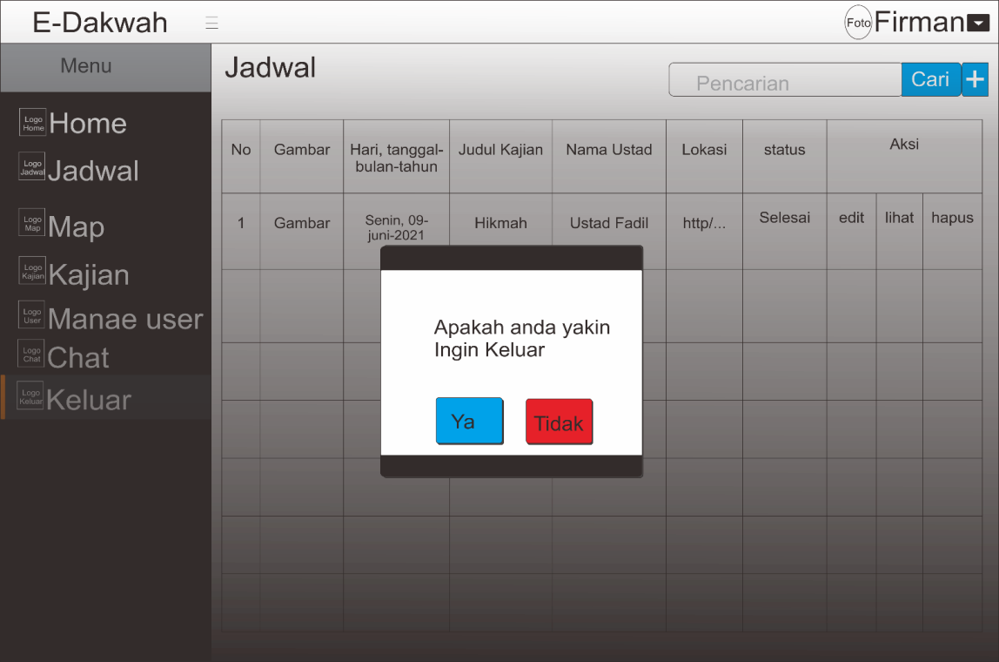 E-Dakwah
Foto
Firman
Menu
Jadwal
Pencarian
Cari
+
Logo
Home
Home
Logo
Jadwal
Jadwal
Logo
Map
Map
Logo
Kajian
Kajian
Logo
User
Manae user
Logo
Chat
Chat
Logo
Keluar
Keluar
No
Gambar
Hari, tanggal-
bulan-tahun
Judul Kajian
Nama Ustad
Lokasi
status
Aksi
1
Gambar
Senin, 09-
juni-2021
Hikmah
Ustad Fadil
http/...
Selesai
edit
lihat
hapus
Apakah anda yakin
Ingin Keluar
Ya
Tidak